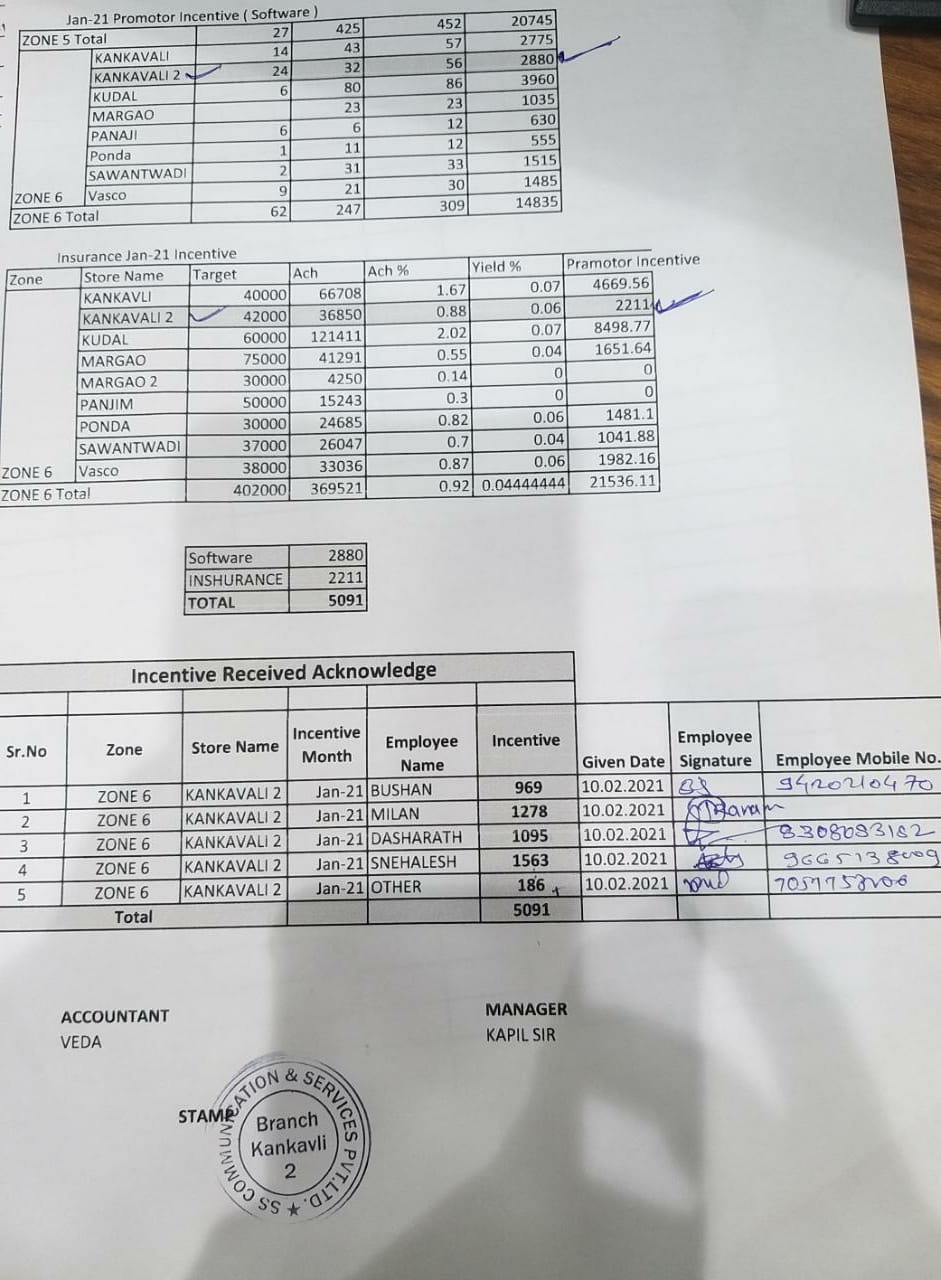 Jan-21 Promotor Incentive ( Software )
ZONE 5 Total 27 425 452 20745
KANKAVALI 14 43 57 2775
KANKAVALI 2 24 32 56 2880
KUDAL 6 80 86 3960
MARGAO 23 23 1035
PANAJI 6 6 12 630
Ponda 1 11 12 555
SAWANTWADI 2 31 33 1515
ZONE 6 Vasco 9 21 30 1485
ZONE 6 Total 62 247 309 14835
Insurance Jan-21 Incentive
Zone Store Name Target Ach Ach % Yield % Pramotor Incentive
KANKAVLI 40000 66708 1.67 0.07 4669.56
KANKAVALI 2 42000 36850 0.88 0.06 2211
KUDAL 60000 121411 2.02 0.07 8498.77
MARGAO 75000 41291 0.55 0.04 1651.64
MARGAO 2 30000 4250 0.14 0 0
PANJIM 50000 15243 0.3 0 0
PONDA 30000 24685 0.82 0.06 1481.1
SAWANTWADI 37000 26047 0.7 0.04 1041.88
ZONE 6 Vasco 38000 33036 0.87 0.06 1982.16
ZONE 6 Total 402000 369521 0.92 0.04444444 21536.11
Software 2880
INSHURANCE 2211
TOTAL 5091
Incentive Received Acknowledge
Sr.No Zone Store Name Incentive Month Employee Name Incentive Given Date Employee Signature Employee Mobile No.
1 ZONE 6 KANKAVALI 2 Jan-21 BUSHAN 969 10.02.2021 9420210470
2 ZONE 6 KANKAVALI 2 Jan-21 MILAN 1278 10.02.2021
3 ZONE 6 KANKAVALI 2 Jan-21 DASHARATH 1095 10.02.2021 8308083182
4 ZONE 6 KANKAVALI 2 Jan-21 SNEHALESH 1563 10.02.2021
5 ZONE 6 KANKAVALI 2 Jan-21 OTHER 186 10.02.2021
Total 5091
ACCOUNTANT MANAGER
VEDA KAPIL SIR
STAMP
SS COMMUNICATION & SERVICES PVT.LTD.
Branch
Kankavli
2